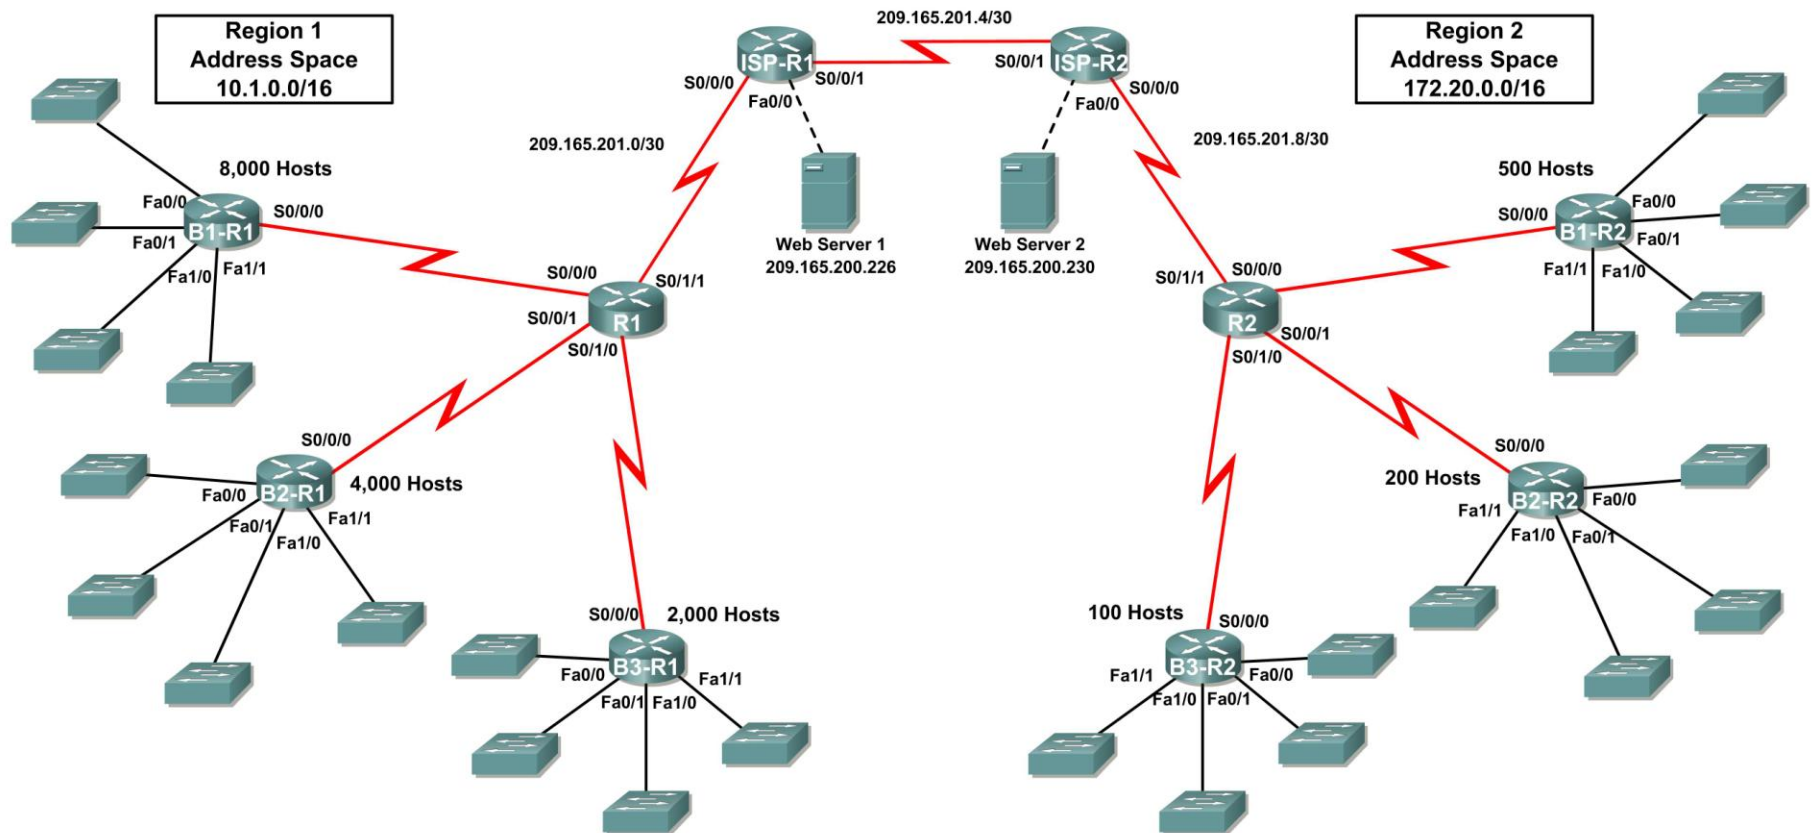 Region 1
Address Space
10.1.0.0/16
209.165.201.4/30
Region 2
Address Space
172.20.0.0/16
ISP-R1
S0/0/0
S0/0/1
Fa0/0
ISP-R2
S0/0/1
S0/0/0
Fa0/0
209.165.201.0/30
209.165.201.8/30
Web Server 1
209.165.200.226
Web Server 2
209.165.200.230
8,000 Hosts
Fa0/0
S0/0/0
B1-R1
Fa0/1
Fa1/0
Fa1/1
S0/0/0
S0/1/1
S0/0/1
R1
S0/1/0
S0/1/1
S0/0/0
R2
S0/0/1
S0/1/0
500 Hosts
S0/0/0
Fa0/0
B1-R2
Fa0/1
Fa1/1
Fa1/0
S0/0/0
4,000 Hosts
B2-R1
Fa0/0
Fa0/1
Fa1/1
Fa1/0
S0/0/0
200 Hosts
B2-R2
Fa0/0
Fa1/1
Fa1/0
Fa0/1
S0/0/0
2,000 Hosts
B3-R1
Fa0/0
Fa1/1
Fa0/1
Fa1/0
100 Hosts
S0/0/0
B3-R2
Fa1/1
Fa0/0
Fa1/0
Fa0/1